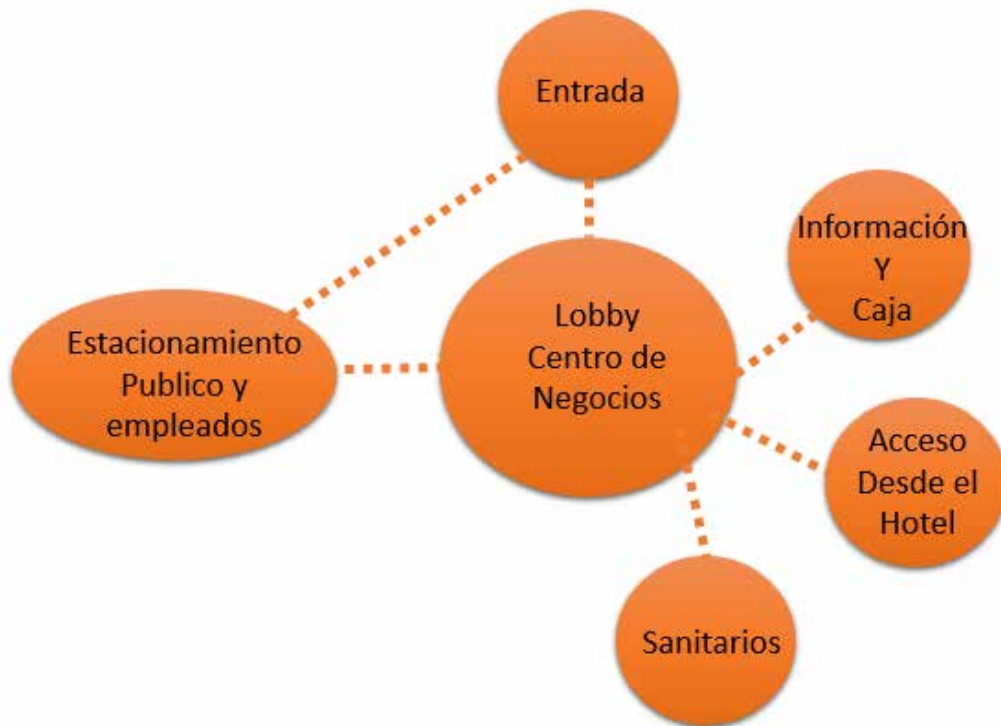 Entrada
Información
Y
Caja
Lobby
Centro de
Negocios
Estacionamiento
Publico y
empleados
Acceso
Desde el
Hotel
Sanitarios